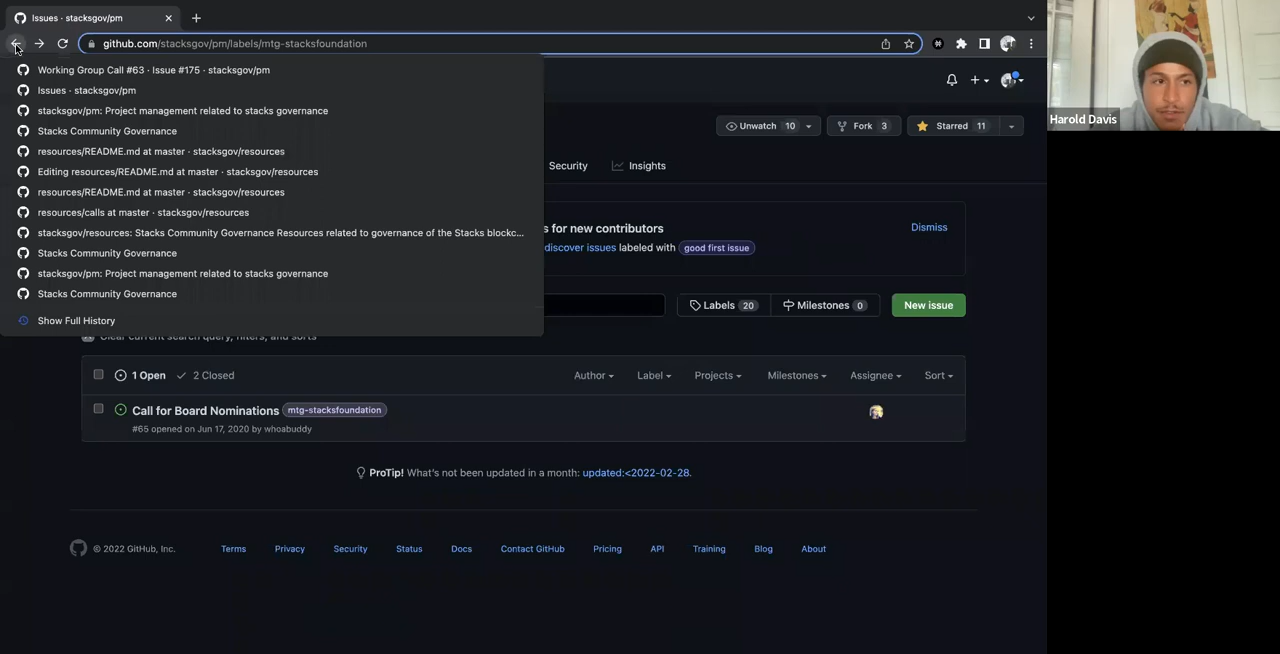 Issues · stacksgov/pm
github.com/stacksgov/pm/labels/mtg-stacksfoundation
Working Group Call #63 · Issue #175 · stacksgov/pm
Issues · stacksgov/pm
stacksgov/pm: Project management related to stacks governance
Stacks Community Governance
resources/README.md at master · stacksgov/resources
Editing resources/README.md at master · stacksgov/resources
resources/README.md at master · stacksgov/resources
resources/calls at master · stacksgov/resources
stacksgov/resources: Stacks Community Governance Resources related to governance of the Stacks blockc...
Stacks Community Governance
stacksgov/pm: Project management related to stacks governance
Stacks Community Governance
Show Full History
Harold Davis
Unwatch 10 Fork 3 Starred 11
Security Insights
s for new contributors
Dismiss
discover issues labeled with good first issue
Labels 20 Milestones 0 New issue
Clear current search query, filters, and sorts
1 Open 2 Closed Author Label Projects Milestones Assignee Sort
Call for Board Nominations mtg-stacksfoundation
#65 opened on Jun 17, 2020 by whoabuddy
ProTip! What's not been updated in a month: updated:<2022-02-28.
© 2022 GitHub, Inc. Terms Privacy Security Status Docs Contact GitHub Pricing API Training Blog About